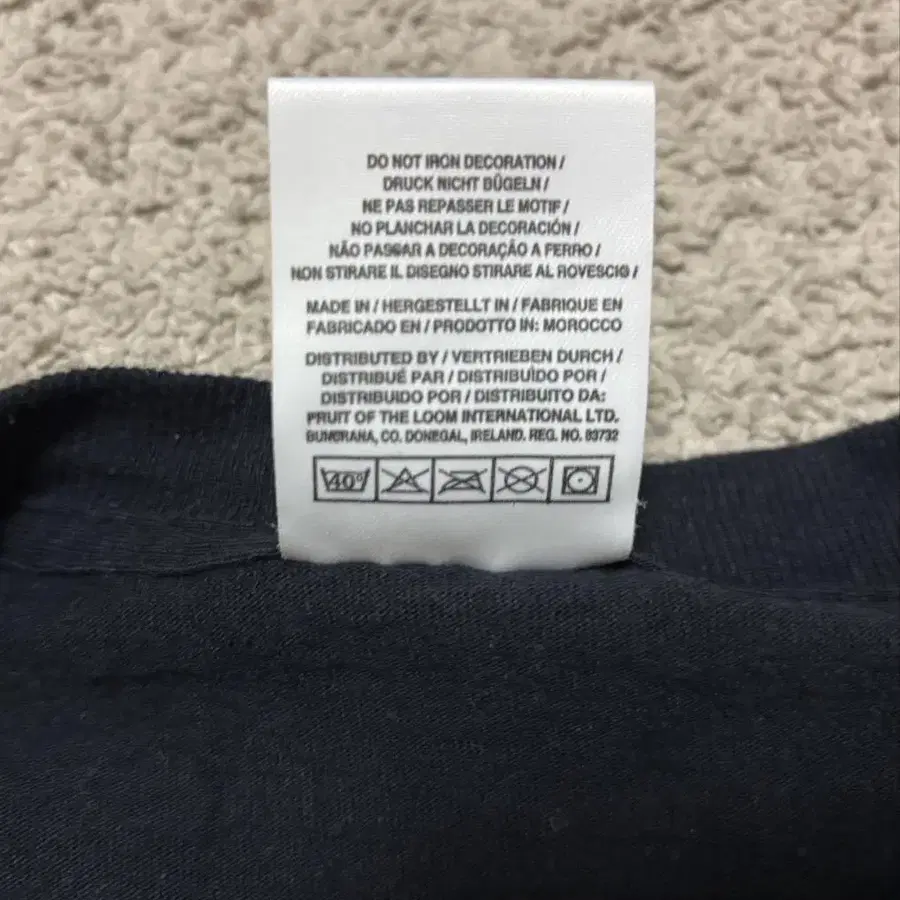 DO NOT IRON DECORATION /
DRUCK NICHT BÜGELN /
NE PAS REPASSER LE MOTIF /
NO PLANCHAR LA DECORACIÓN /
NÃO PASSAR A DECORAÇÃO A FERRO /
NON STIRARE IL DISEGNO STIRARE AL ROVESCIO /
MADE IN / HERGESTELLT IN / FABRIQUE EN
FABRICADO EN / PRODOTTO IN: MOROCCO
DISTRIBUTED BY / VERTRIEBEN DURCH /
DISTRIBUÉ PAR / DISTRIBUÌDO POR /
DISTRIBUIDO POR / DISTRIBUITO DA:
FRUIT OF THE LOOM INTERNATIONAL LTD.
BUNCRANA, CO. DONEGAL, IRELAND. REG. NO. 83732
40°